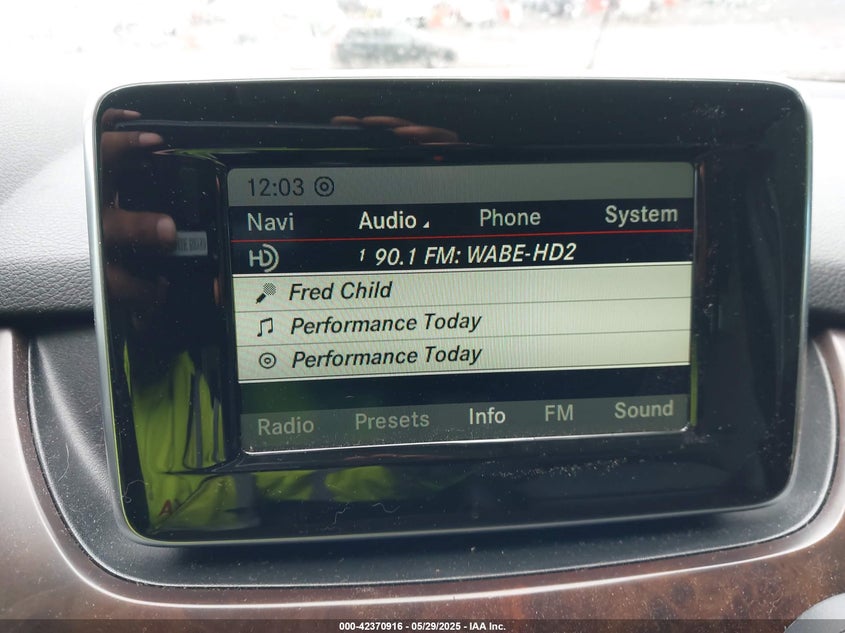 12:03
Navi Audio Phone System
HD 1 90.1 FM: WABE-HD2
Fred Child
Performance Today
Performance Today
Radio Presets Info FM Sound
000-42370916 - 05/29/2025 - IAA Inc.